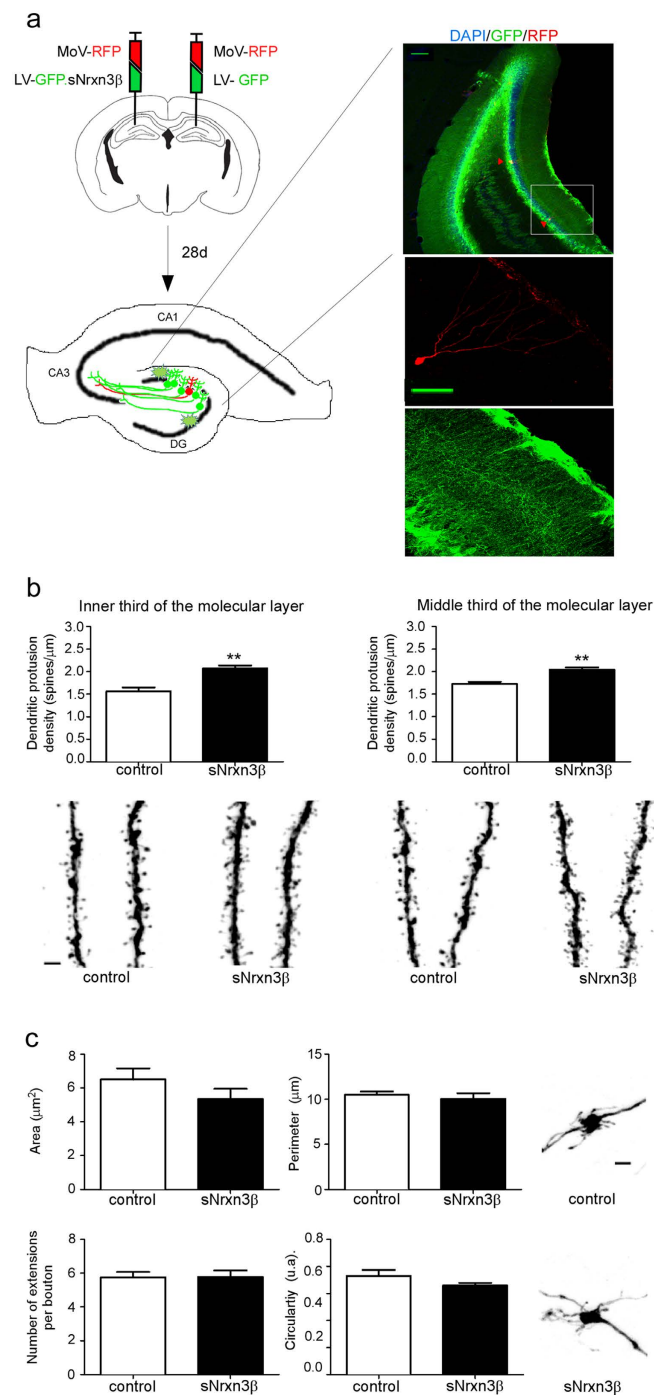 a
MoV-RFP MoV-RFP
LV-GFP.sNrxn3β LV- GFP
28d
CA1
CA3
DG
DAPI/GFP/RFP
b
Inner third of the molecular layer
Dendritic protusion
density (spines/μm)
3.0
2.5
2.0
1.5
1.0
0.5
0.0
**
control sNrxn3β
Middle third of the molecular layer
Dendritic protusion
density (spines/μm)
3.0
2.5
2.0
1.5
1.0
0.5
0.0
**
control sNrxn3β
control sNrxn3β control sNrxn3β
c
Area (μm²)
8
6
4
2
0
control sNrxn3β
Perimeter (μm)
15
10
5
0
control sNrxn3β
control
Number of extensions
per bouton
8
6
4
2
0
control sNrxn3β
Circulartiy (u.a).
0.8
0.6
0.4
0.2
0.0
control sNrxn3β
sNrxn3β